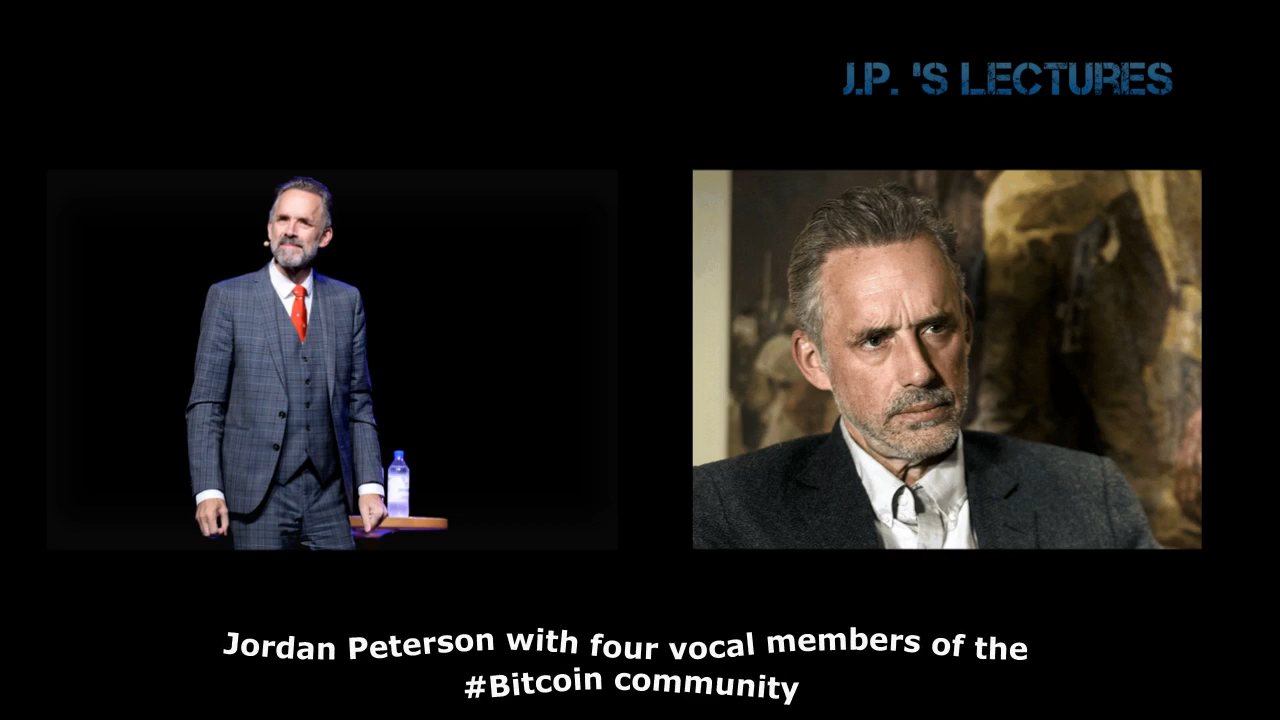 J.P. 'S LECTURES
Jordan Peterson with four vocal members of the
#Bitcoin community